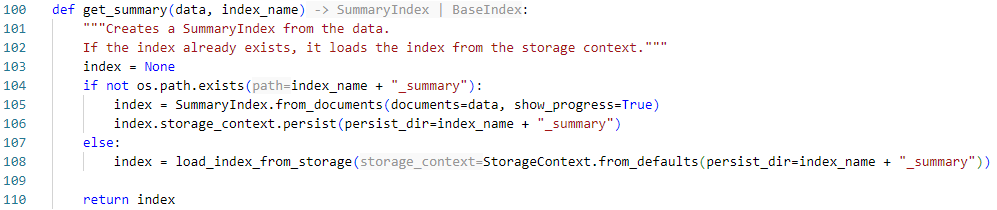 100 def get_summary(data, index_name) -> SummaryIndex | BaseIndex:
101     """Creates a SummaryIndex from the data.
102     If the index already exists, it loads the index from the storage context."""
103     index = None
104     if not os.path.exists(path=index_name + "_summary"):
105         index = SummaryIndex.from_documents(documents=data, show_progress=True)
106         index.storage_context.persist(persist_dir=index_name + "_summary")
107     else:
108         index = load_index_from_storage(storage_context=StorageContext.from_defaults(persist_dir=index_name + "_summary"))
109
110     return index